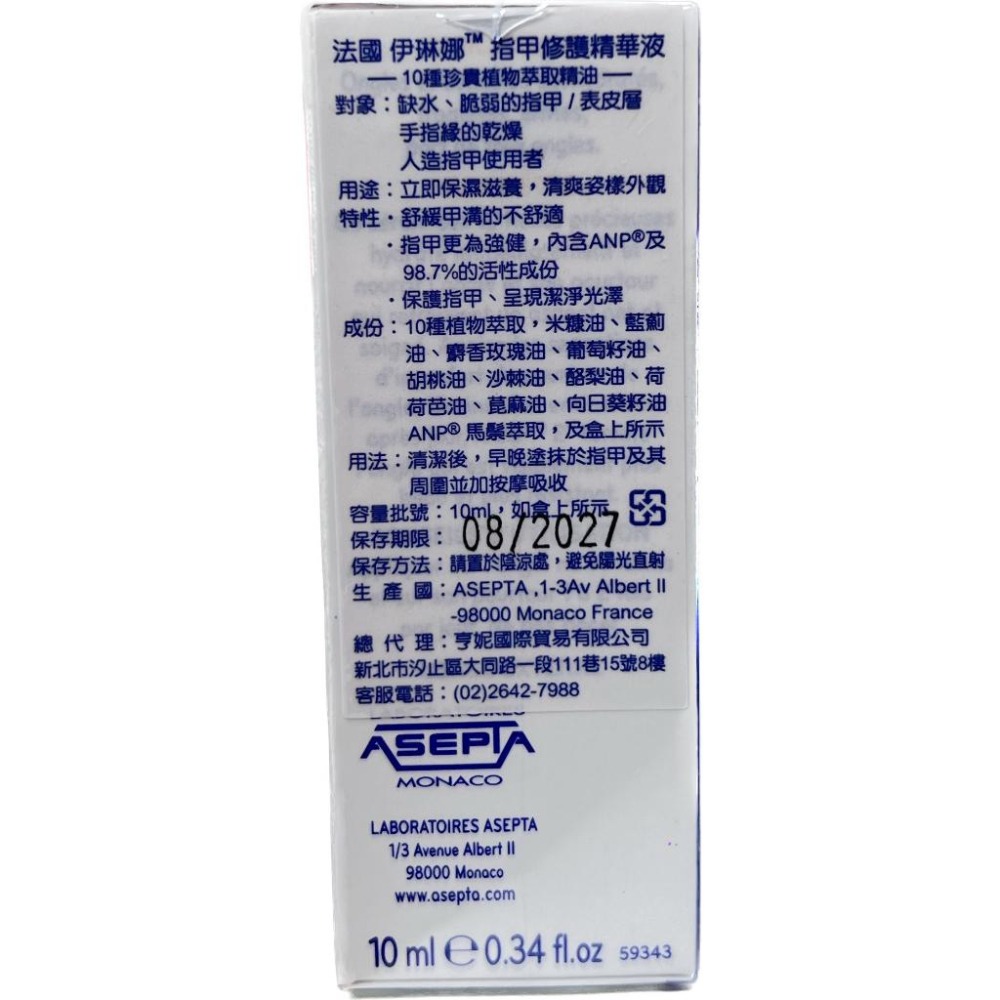 法國 伊琳娜™ 指甲修護精華液
10種珍貴植物萃取精油
對象：缺水、脆弱的指甲/表皮層
手指緣的乾燥
人造指甲使用者
用途：立即保濕滋養，清爽姿樣外觀
特性・舒緩甲溝的不舒適
・指甲更為強健，內含ANP®及
98.7%的活性成份
・保護指甲、呈現潔淨光澤
成份：10種植物萃取，米糠油、藍薊
油、麝香玫瑰油、葡萄籽油、
胡桃油、沙棘油、酪梨油、荷
荷芭油、萞麻油、向日葵籽油
ANP® 馬鬃萃取，及盒上所示
用法：清潔後，早晚塗抹於指甲及其
周圍並加按摩吸收
容量批號：10ml，如盒上所示
保存期限：08/2027
保存方法：請置於陰涼處，避免陽光直射
生 產 國：ASEPTA ,1-3Av Albert II
-98000 Monaco France
總 代 理：亨妮國際貿易有限公司
新北市汐止區大同路一段111巷15號8樓
客服電話：(02)2642-7988
LABORATOIRES
ASEPTA
MONACO
LABORATOIRES ASEPTA
1/3 Avenue Albert II
98000 Monaco
www.asepta.com
10 ml ℮ 0.34 fl.oz 59343